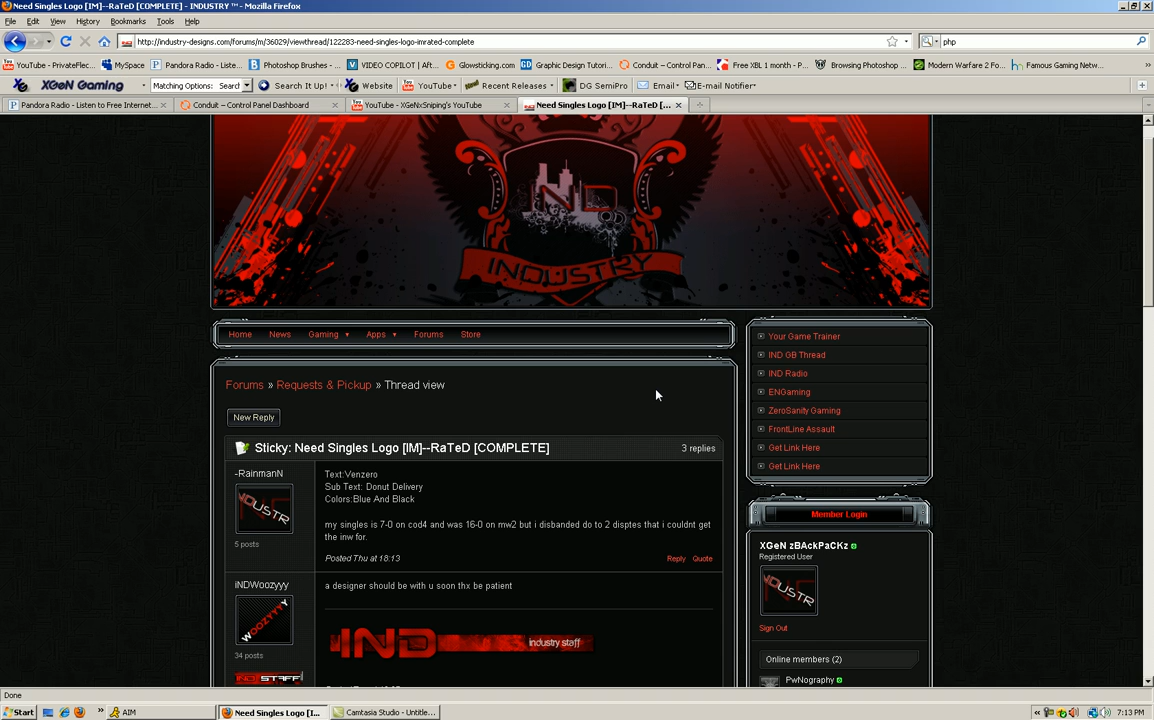 Need Singles Logo [IM]--RaTeD [COMPLETE] - INDUSTRY ™ - Mozilla Firefox
File Edit View History Bookmarks Tools Help
http://industry-designs.com/forums/m/36029/viewthread/122283-need-singles-logo-imrated-complete
php
YouTube - PrivateFlec... MySpace Pandora Radio - Liste... Photoshop Brushes - ... VIDEO COPILOT | Aft... Glowsticking.com Graphic Design Tutori... Conduit – Control Pan... Free XBL 1 month - P... Browsing Photoshop ... Modern Warfare 2 Fo... Famous Gaming Netw...
XGeN Gaming Matching Options: Search Search It Up! Website YouTube Recent Releases DG SemiPro Email E-Mail Notifier
Pandora Radio - Listen to Free Internet... Conduit – Control Panel Dashboard YouTube - XGeNxSniping's YouTube Need Singles Logo [IM]--RaTeD [...
IND
INDUSTRY
Home News Gaming Apps Forums Store
Your Game Trainer
IND GB Thread
IND Radio
ENGaming
ZeroSanity Gaming
FrontLine Assault
Get Link Here
Get Link Here
Forums » Requests & Pickup » Thread view
New Reply
Sticky: Need Singles Logo [IM]--RaTeD [COMPLETE] 3 replies
-RainmanN
INDUSTR
5 posts
Text:Venzero
Sub Text: Donut Delivery
Colors:Blue And Black
my singles is 7-0 on cod4 and was 16-0 on mw2 but i disbanded do to 2 disptes that i couldnt get
the inw for.
Posted Thu at 18:13 Reply Quote
iNDWoozyyy
WOOZYYYY
34 posts
IND STAFF
a designer should be with u soon thx be patient
IND industry staff
Member Login
XGeN zBAckPaCKz
Registered User
INDUSTR
Sign Out
Online members (2)
PwNography
Done
Start AIM Need Singles Logo [I... Camtasia Studio - Untitle... 7:13 PM